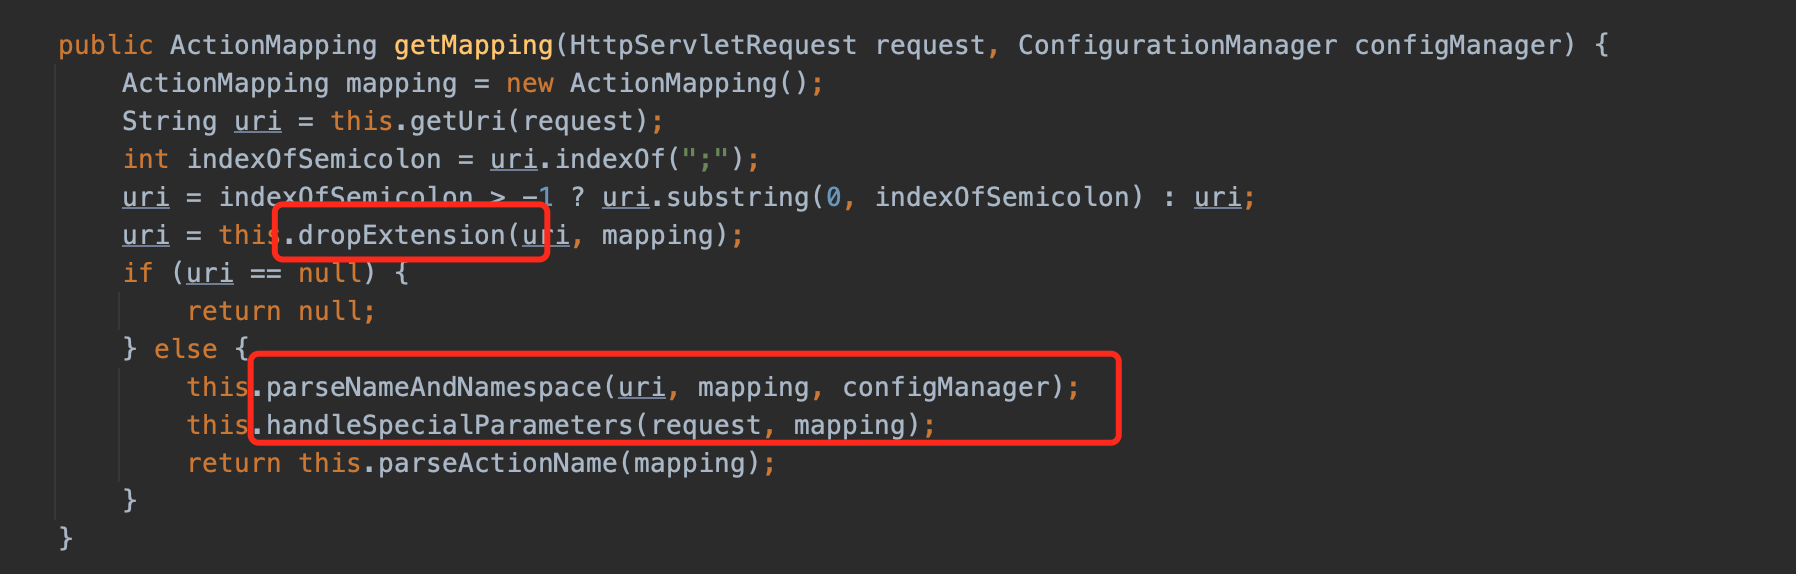 public ActionMapping getMapping(HttpServletRequest request, ConfigurationManager configManager) {
    ActionMapping mapping = new ActionMapping();
    String uri = this.getUri(request);
    int indexOfSemicolon = uri.indexOf(";");
    uri = indexOfSemicolon > -1 ? uri.substring(0, indexOfSemicolon) : uri;
    uri = this.dropExtension(uri, mapping);
    if (uri == null) {
        return null;
    } else {
        this.parseNameAndNamespace(uri, mapping, configManager);
        this.handleSpecialParameters(request, mapping);
        return this.parseActionName(mapping);
    }
}